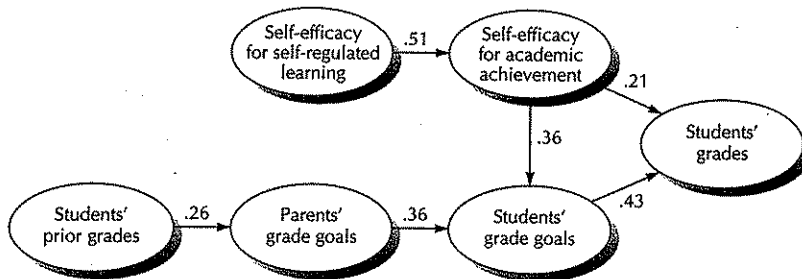 Self-efficacy
for self-regulated
learning
.51
Self-efficacy
for academic
achievement
.21
.36
Students'
grades
Students'
prior grades
.26
Parents'
grade goals
.36
Students'
grade goals
.43